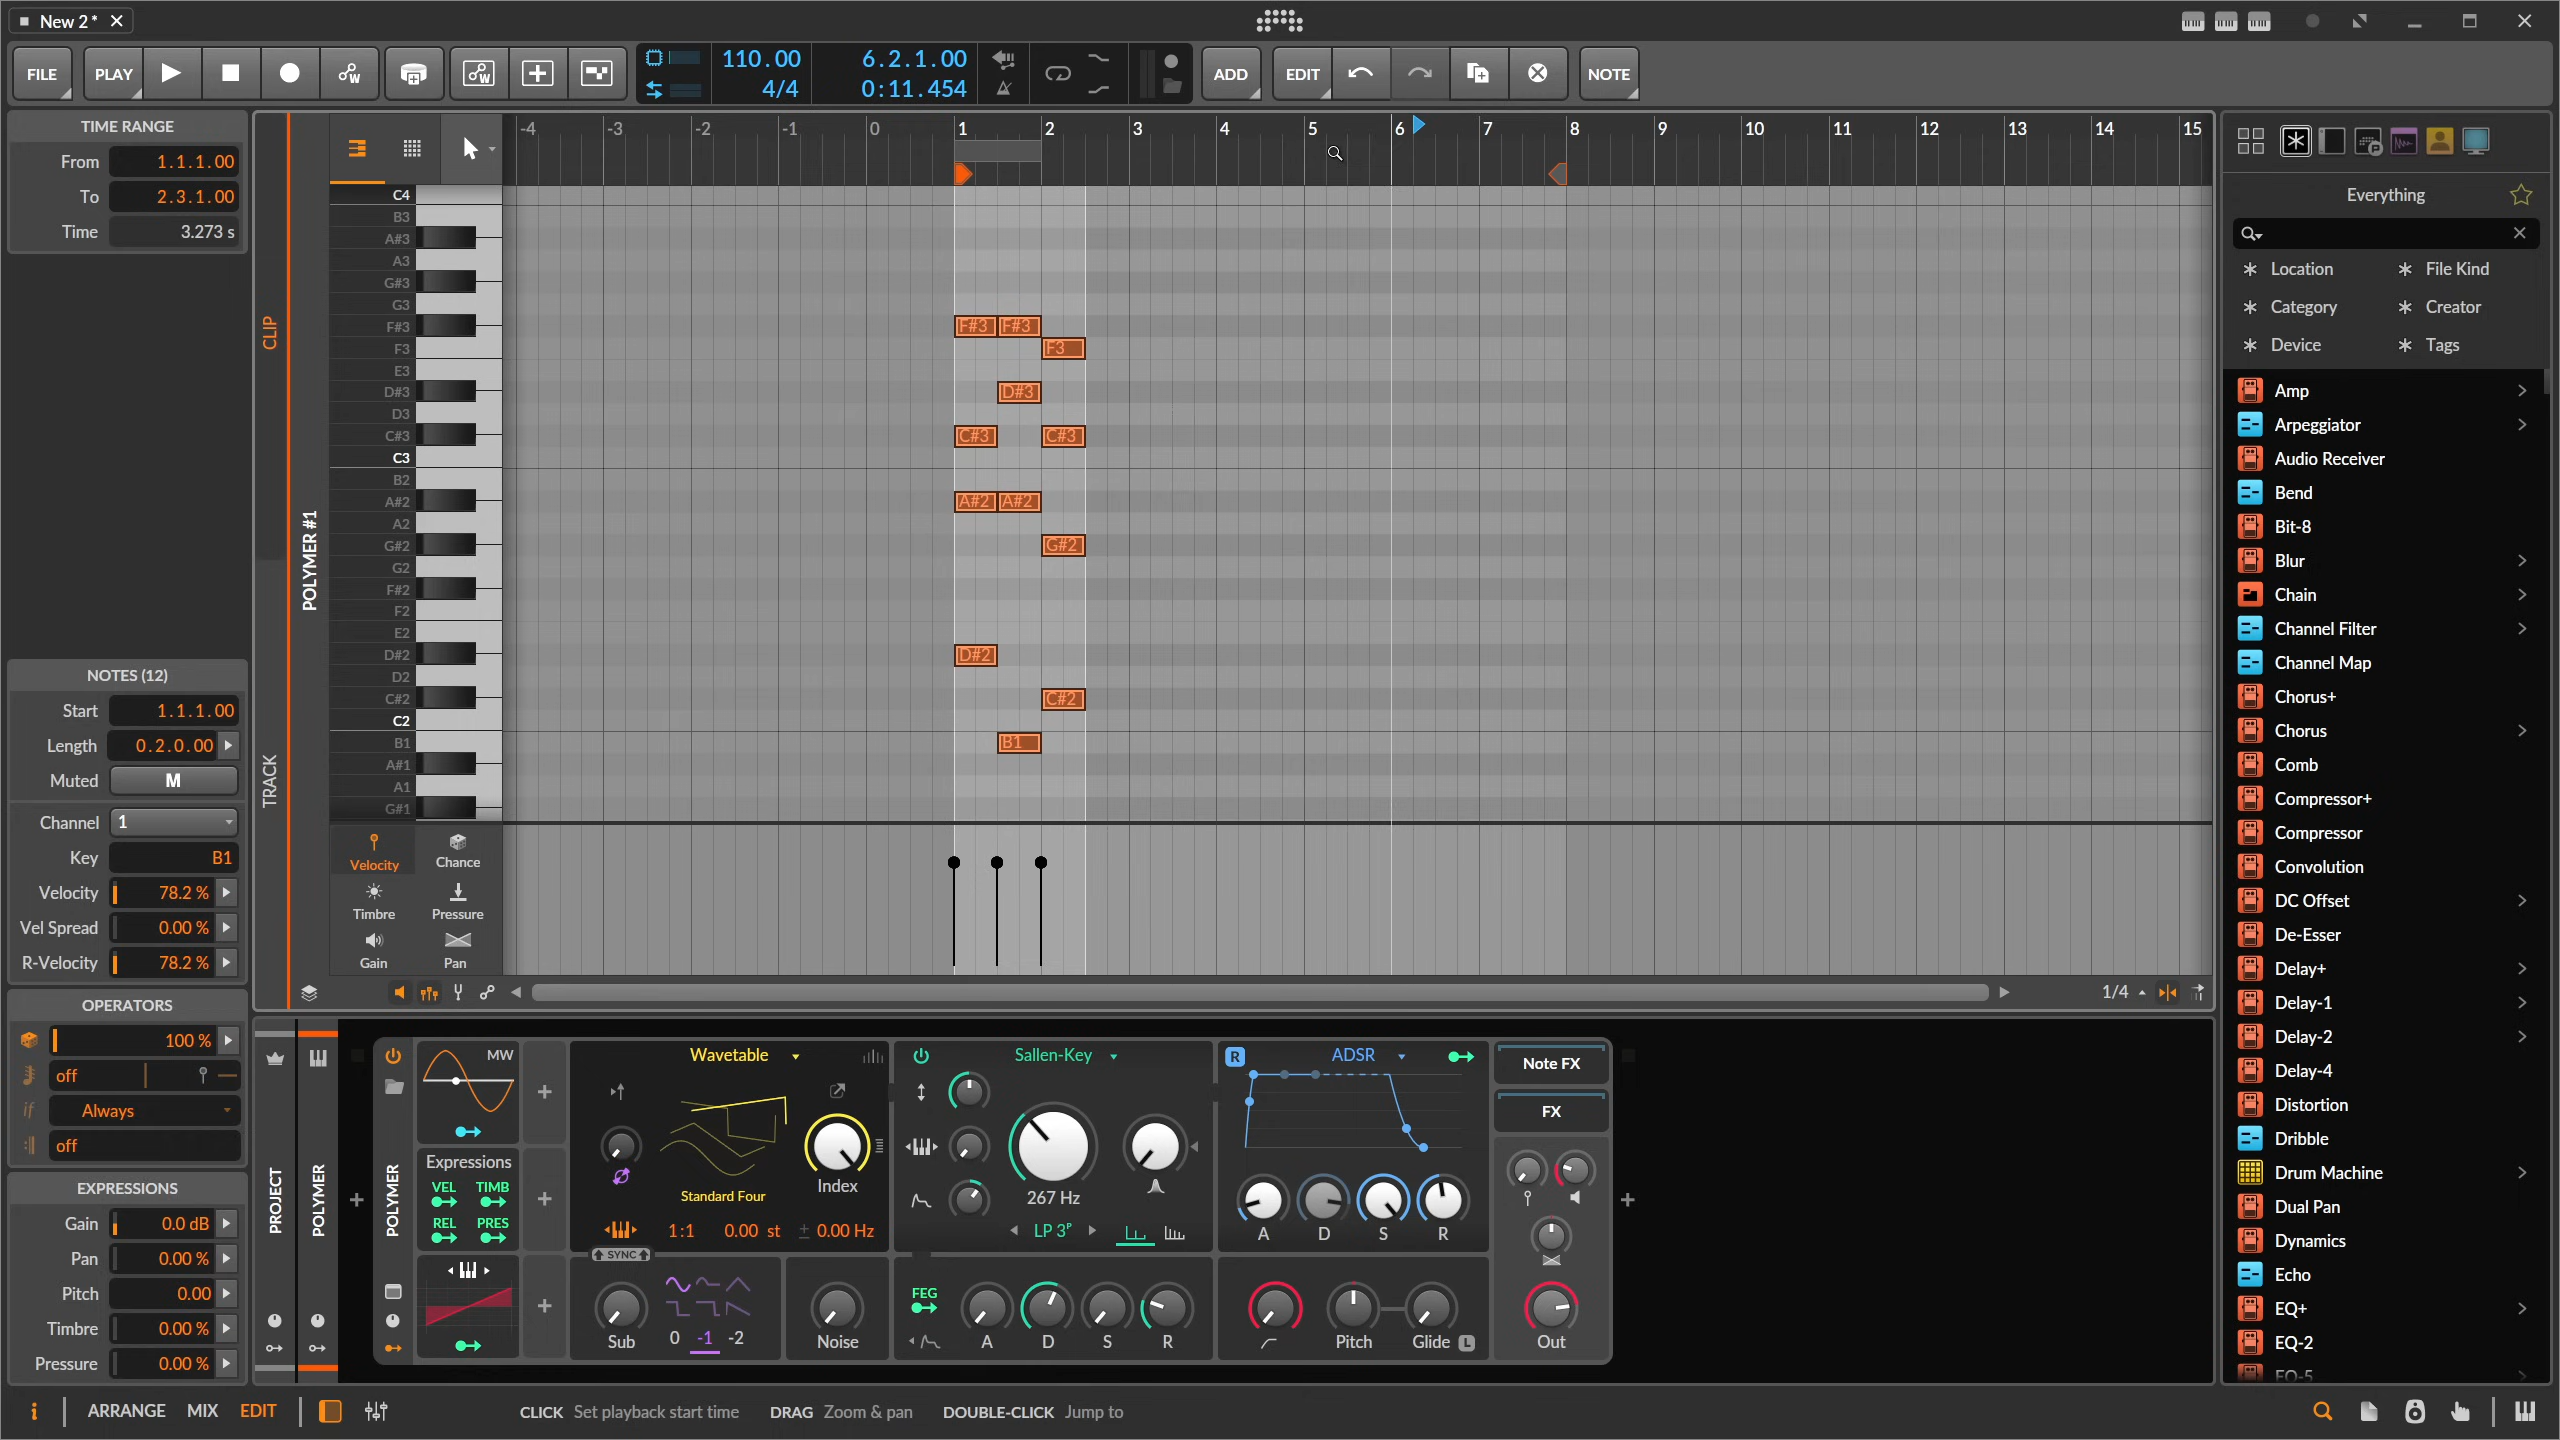 New 2*
FILE PLAY 110.00 6.2.1.00 ADD EDIT NOTE
4/4 0:11.454
TIME RANGE
From 1.1.1.00
To 2.3.1.00
Time 3.273 s
NOTES (12)
Start 1.1.1.00
Length 0.2.0.00
Muted M
Channel 1
Key B1
Velocity 78.2 %
Vel Spread 0.00 %
R-Velocity 78.2 %
OPERATORS
100 %
off
if Always
off
EXPRESSIONS
Gain 0.0 dB
Pan 0.00 %
Pitch 0.00
Timbre 0.00 %
Pressure 0.00 %
CLIP
TRACK
POLYMER #1
-4 -3 -2 -1 0 1 2 3 4 5 6 7 8 9 10 11 12 13 14 15
C4
B3
A#3
A3
G#3
G3
F#3 F#3 F#3
F3 F3
E3
D#3 D#3
D3
C#3 C#3 C#3
C3
B2
A#2 A#2 A#2
A2
G#2 G#2
G2
F#2
F2
E2
D#2 D#2
D2
C#2 C#2
C2
B1 B1
A#1
A1
G#1
Velocity Chance
Timbre Pressure
Gain Pan
1/4
PROJECT
POLYMER
POLYMER
MW
Expressions
VEL TIMB
REL PRES
Wavetable
Index
Standard Four
1:1 0.00 st ± 0.00 Hz
SYNC
Sub 0 -1 -2
Noise
Sallen-Key
267 Hz
LP 3P
FEG
A D S R
R ADSR
A D S R
Pitch Glide L
Note FX
FX
Out
Everything
Location File Kind
Category Creator
Device Tags
Amp
Arpeggiator
Audio Receiver
Bend
Bit-8
Blur
Chain
Channel Filter
Channel Map
Chorus+
Chorus
Comb
Compressor+
Compressor
Convolution
DC Offset
De-Esser
Delay+
Delay-1
Delay-2
Delay-4
Distortion
Dribble
Drum Machine
Dual Pan
Dynamics
Echo
EQ+
EQ-2
EQ-5
i ARRANGE MIX EDIT CLICK Set playback start time DRAG Zoom & pan DOUBLE-CLICK Jump to